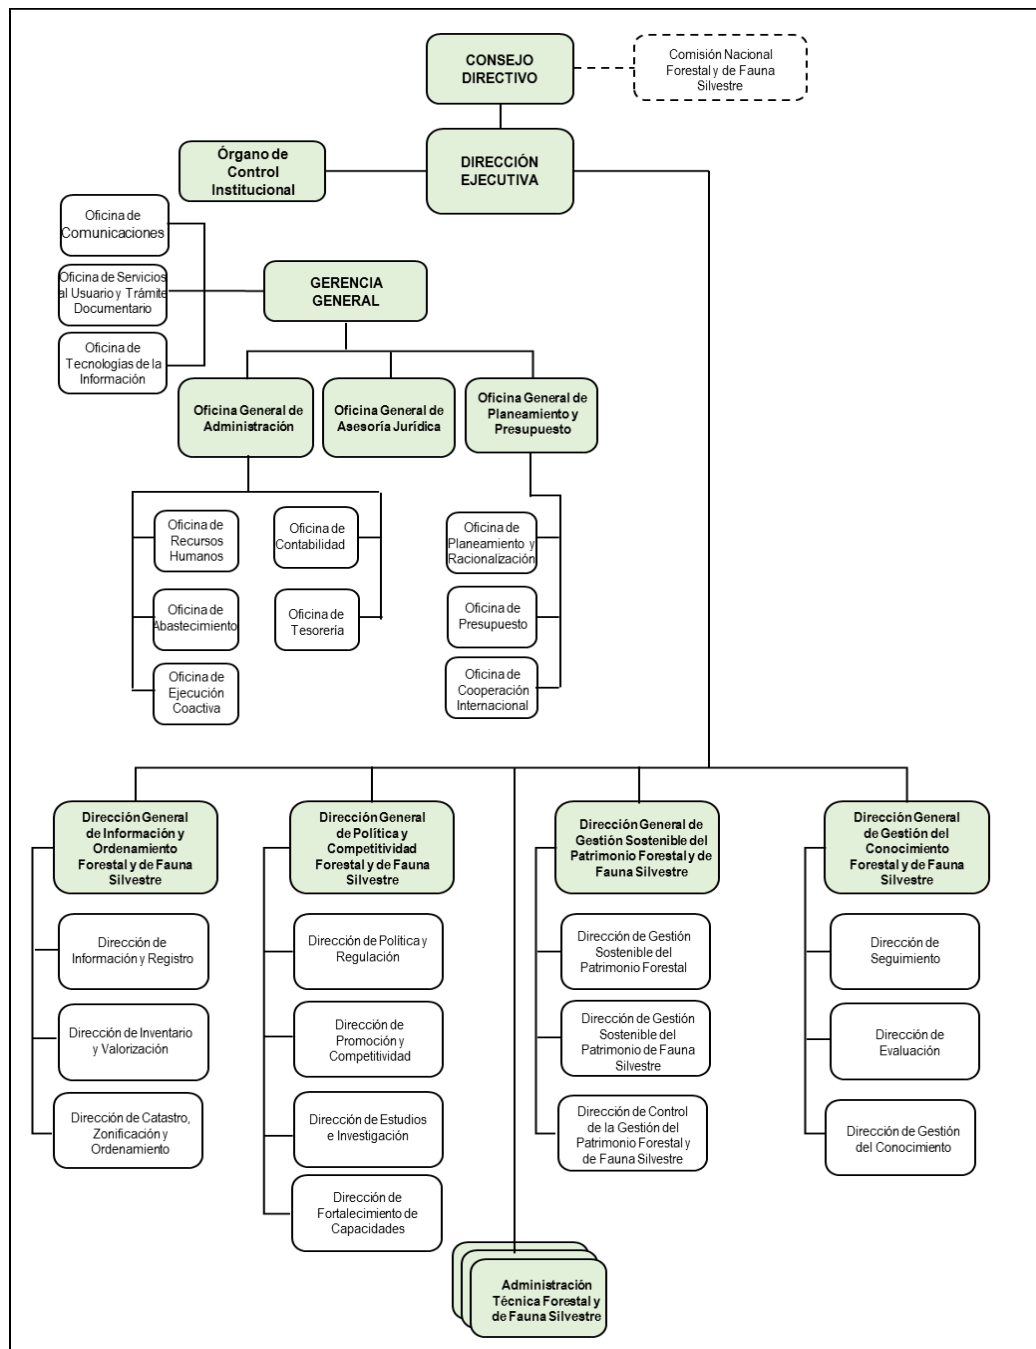 CONSEJO
DIRECTIVO
Comisión Nacional
Forestal y de Fauna
Silvestre
Órgano de
Control
Institucional
DIRECCIÓN
EJECUTIVA
Oficina de
Comunicaciones
Oficina de Servicios
al Usuario y Trámite
Documentario
Oficina de
Tecnologías de la
Información
GERENCIA
GENERAL
Oficina General de
Administración
Oficina General de
Asesoría Jurídica
Oficina General de
Planeamiento y
Presupuesto
Oficina de
Recursos
Humanos
Oficina de
Contabilidad
Oficina de
Planeamiento y
Racionalización
Oficina de
Abastecimiento
Oficina de
Tesorería
Oficina de
Presupuesto
Oficina de
Ejecución
Coactiva
Oficina de
Cooperación
Internacional
Dirección General
de Información y
Ordenamiento
Forestal y de Fauna
Silvestre
Dirección General
de Política y
Competitividad
Forestal y de Fauna
Silvestre
Dirección General de
Gestión Sostenible del
Patrimonio Forestal y de
Fauna Silvestre
Dirección General
de Gestión del
Conocimiento
Forestal y de Fauna
Silvestre
Dirección de
Información y Registro
Dirección de Política y
Regulación
Dirección de Gestión
Sostenible del
Patrimonio Forestal
Dirección de
Seguimiento
Dirección de Inventario
y Valorización
Dirección de
Promoción y
Competitividad
Dirección de Gestión
Sostenible del
Patrimonio de Fauna
Silvestre
Dirección de
Evaluación
Dirección de Catastro,
Zonificación y
Ordenamiento
Dirección de Estudios
e Investigación
Dirección de Control
de la Gestión del
Patrimonio Forestal y
de Fauna Silvestre
Dirección de Gestión
del Conocimiento
Dirección de
Fortalecimiento de
Capacidades
Administración
Técnica Forestal y
de Fauna Silvestre